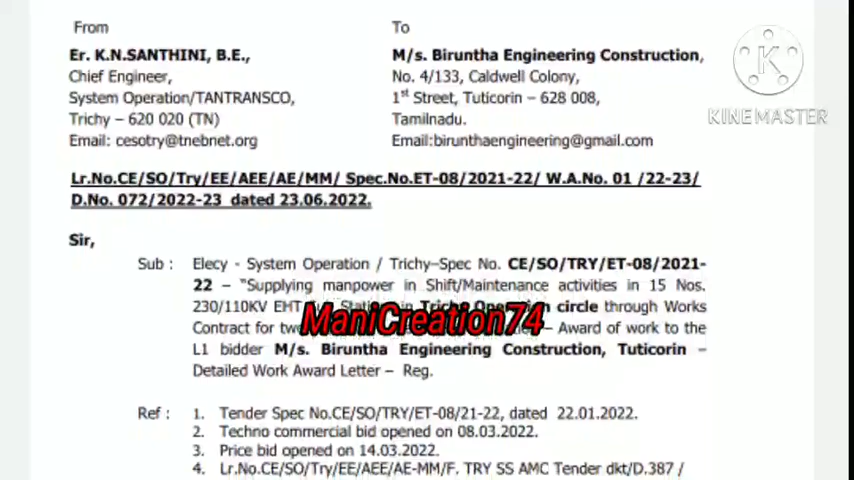 From
To
Er. K.N.SANTHINI, B.E.,
M/s. Biruntha Engineering Construction,
Chief Engineer,
No. 4/133, Caldwell Colony,
System Operation/TANTRANSCO,
1st Street, Tuticorin – 628 008,
Trichy – 620 020 (TN)
Tamilnadu.
Email: cesotry@tnebnet.org
Email:birunthaengineering@gmail.com
KINEMASTER
Lr.No.CE/SO/Try/EE/AEE/AE/MM/ Spec.No.ET-08/2021-22/ W.A.No. 01 /22-23/
D.No. 072/2022-23 dated 23.06.2022.
Sir,
Sub : Elecy - System Operation / Trichy–Spec No. CE/SO/TRY/ET-08/2021-
22 – "Supplying manpower in Shift/Maintenance activities in 15 Nos.
230/110KV EHT in circle through Works
ManiCreation74
Contract for – Award of work to the
L1 bidder M/s. Biruntha Engineering Construction, Tuticorin –
Detailed Work Award Letter – Reg.
Ref : 1. Tender Spec No.CE/SO/TRY/ET-08/21-22, dated 22.01.2022.
2. Techno commercial bid opened on 08.03.2022.
3. Price bid opened on 14.03.2022.
4. Lr.No.CE/SO/Try/EE/AEE/AE-MM/F. TRY SS AMC Tender dkt/D.387 /